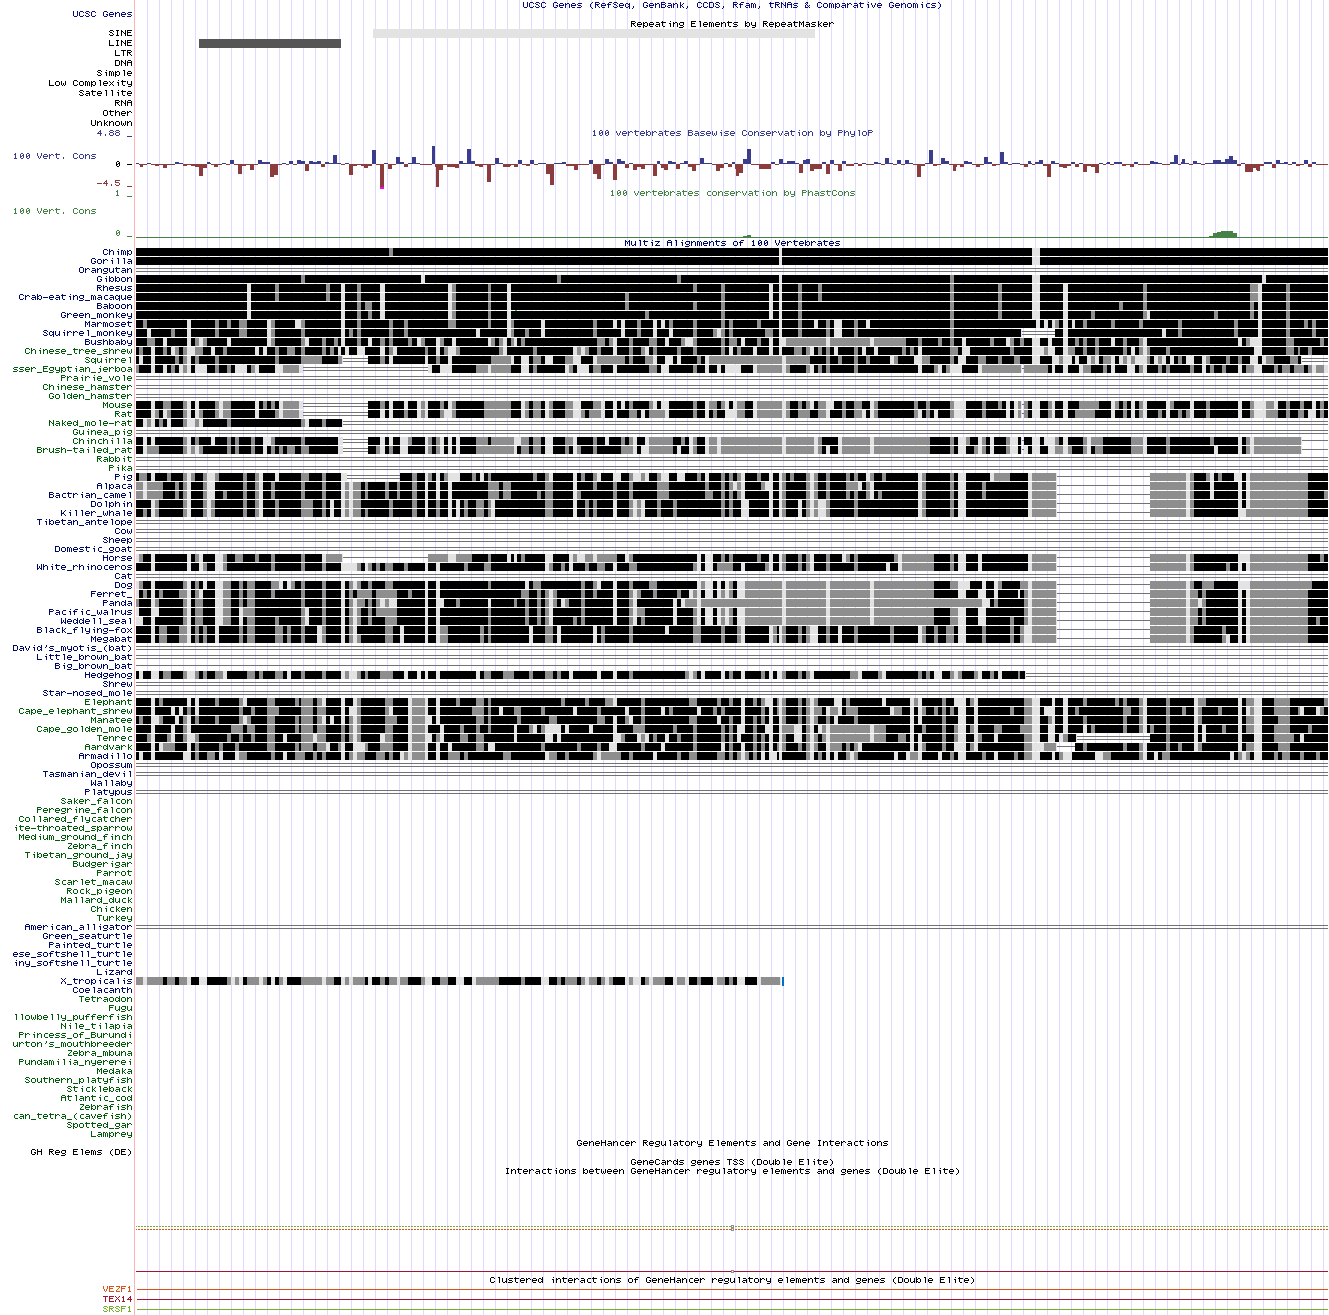 UCSC Genes (RefSeq, GenBank, CCDS, Rfam, tRNAs & Comparative Genomics)
UCSC Genes
Repeating Elements by RepeatMasker
SINE
LINE
LTR
DNA
Simple
Low Complexity
Satellite
RNA
Other
Unknown
4.88 _
100 vertebrates Basewise Conservation by PhyloP
100 Vert. Cons
0 -
-4.5 _
100 vertebrates conservation by PhastCons
1 _
100 Vert. Cons
0 _
Multiz Alignments of 100 Vertebrates
Chimp
Gorilla
Orangutan
Gibbon
Rhesus
Crab-eating_macaque
Baboon
Green_monkey
Marmoset
Squirrel_monkey
Bushbaby
Chinese_tree_shrew
Squirrel
sser_Egyptian_jerboa
Prairie_vole
Chinese_hamster
Golden_hamster
Mouse
Rat
Naked_mole-rat
Guinea_pig
Chinchilla
Brush-tailed_rat
Rabbit
Pika
Pig
Alpaca
Bactrian_camel
Dolphin
Killer_whale
Tibetan_antelope
Cow
Sheep
Domestic_goat
Horse
White_rhinoceros
Cat
Dog
Ferret_
Panda
Pacific_walrus
Weddell_seal
Black_flying-fox
Megabat
David's_myotis_(bat)
Little_brown_bat
Big_brown_bat
Hedgehog
Shrew
Star-nosed_mole
Elephant
Cape_elephant_shrew
Manatee
Cape_golden_mole
Tenrec
Aardvark
Armadillo
Opossum
Tasmanian_devil
Wallaby
Platypus
Saker_falcon
Peregrine_falcon
Collared_flycatcher
ite-throated_sparrow
Medium_ground_finch
Zebra_finch
Tibetan_ground_jay
Budgerigar
Parrot
Scarlet_macaw
Rock_pigeon
Mallard_duck
Chicken
Turkey
American_alligator
Green_seaturtle
Painted_turtle
ese_softshell_turtle
iny_softshell_turtle
Lizard
X_tropicalis
Coelacanth
Tetraodon
Fugu
llowbelly_pufferfish
Nile_tilapia
Princess_of_Burundi
urton's_mouthbreeder
Zebra_mbuna
Pundamilia_nyererei
Medaka
Southern_platyfish
Stickleback
Atlantic_cod
Zebrafish
can_tetra_(cavefish)
Spotted_gar
Lamprey
GeneHancer Regulatory Elements and Gene Interactions
GH Reg Elems (DE)
GeneCards genes TSS (Double Elite)
Interactions between GeneHancer regulatory elements and genes (Double Elite)
Clustered interactions of GeneHancer regulatory elements and genes (Double Elite)
VEZF1
TEX14
SRSF1